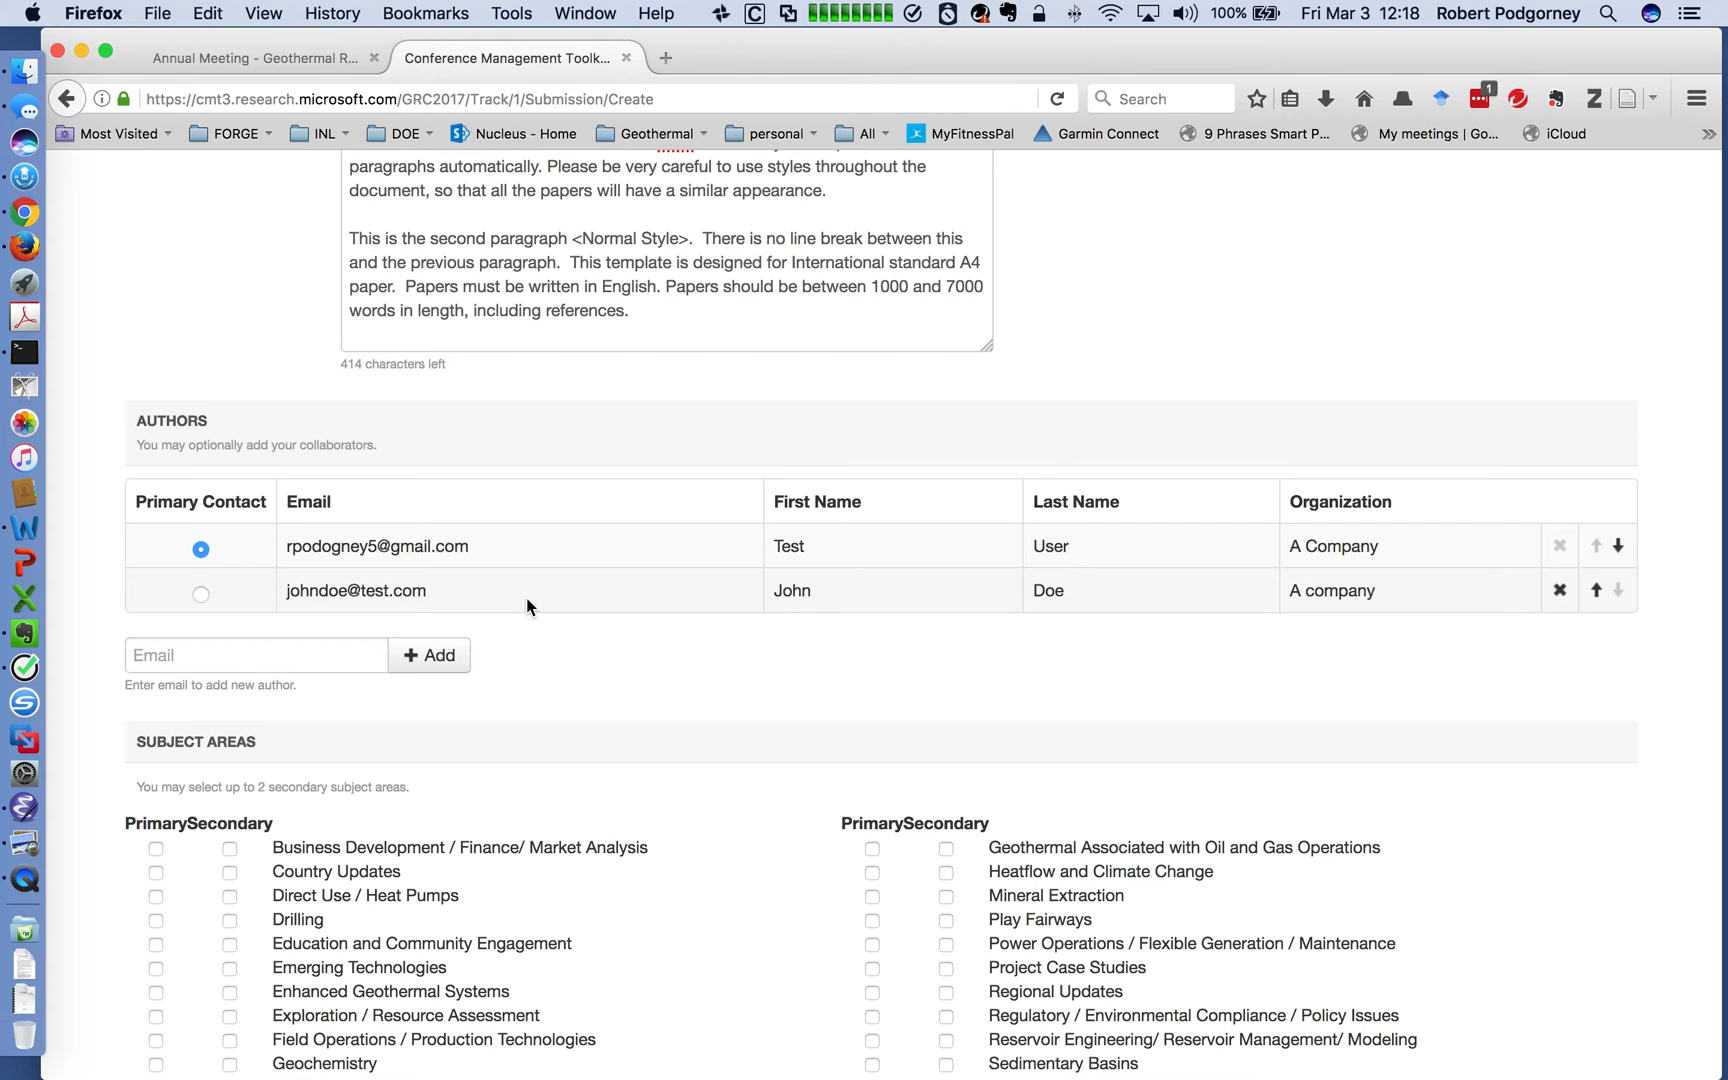 Firefox File Edit View History Bookmarks Tools Window Help 100% Fri Mar 3 12:18 Robert Podgorney
Annual Meeting - Geothermal R... Conference Management Toolk...
https://cmt3.research.microsoft.com/GRC2017/Track/1/Submission/Create Search 1
Most Visited FORGE INL DOE Nucleus - Home Geothermal personal All MyFitnessPal Garmin Connect 9 Phrases Smart P... My meetings | Go... iCloud
paragraphs automatically. Please be very careful to use styles throughout the
document, so that all the papers will have a similar appearance.
This is the second paragraph <Normal Style>. There is no line break between this
and the previous paragraph. This template is designed for International standard A4
paper. Papers must be written in English. Papers should be between 1000 and 7000
words in length, including references.
414 characters left
AUTHORS
You may optionally add your collaborators.
Primary Contact Email First Name Last Name Organization
rpodogney5@gmail.com Test User A Company
johndoe@test.com John Doe A company
Email + Add
Enter email to add new author.
SUBJECT AREAS
You may select up to 2 secondary subject areas.
PrimarySecondary PrimarySecondary
Business Development / Finance/ Market Analysis Geothermal Associated with Oil and Gas Operations
Country Updates Heatflow and Climate Change
Direct Use / Heat Pumps Mineral Extraction
Drilling Play Fairways
Education and Community Engagement Power Operations / Flexible Generation / Maintenance
Emerging Technologies Project Case Studies
Enhanced Geothermal Systems Regional Updates
Exploration / Resource Assessment Regulatory / Environmental Compliance / Policy Issues
Field Operations / Production Technologies Reservoir Engineering/ Reservoir Management/ Modeling
Geochemistry Sedimentary Basins